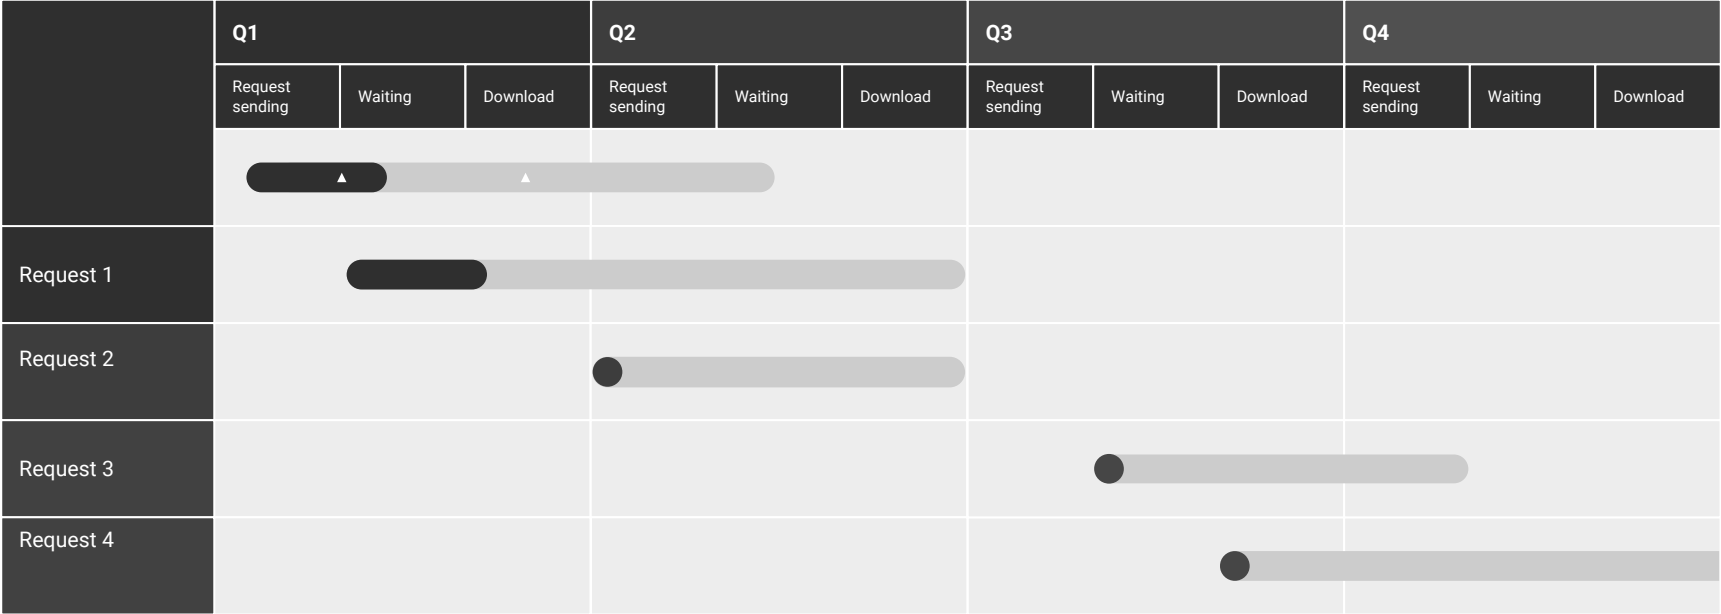 Q1
Q2
Q3
Q4
Request
sending
Waiting
Download
Request
sending
Waiting
Download
Request
sending
Waiting
Download
Request
sending
Waiting
Download
Request 1
Request 2
Request 3
Request 4